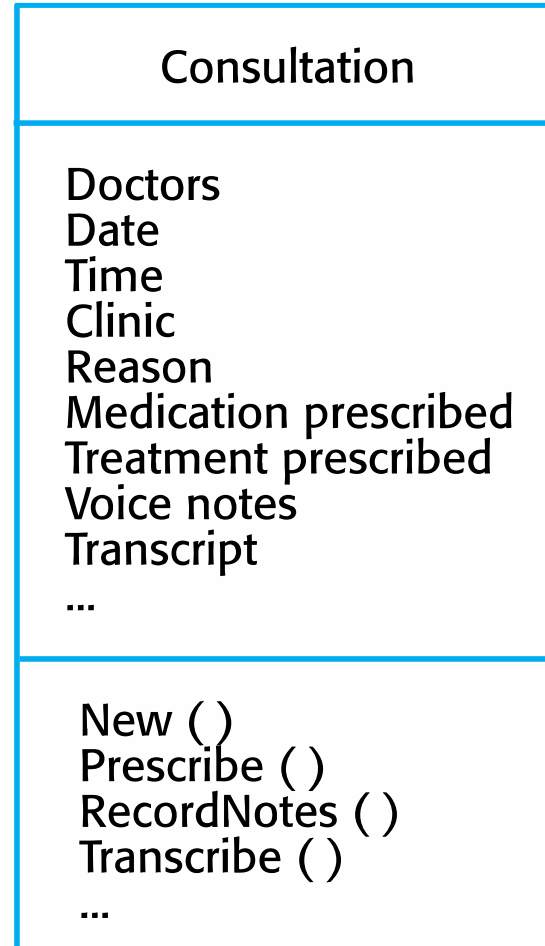 Consultation
Doctors
Date
Time
Clinic
Reason
Medication prescribed
Treatment prescribed
Voice notes
Transcript
...
New ( )
Prescribe ( )
RecordNotes ( )
Transcribe ( )
...